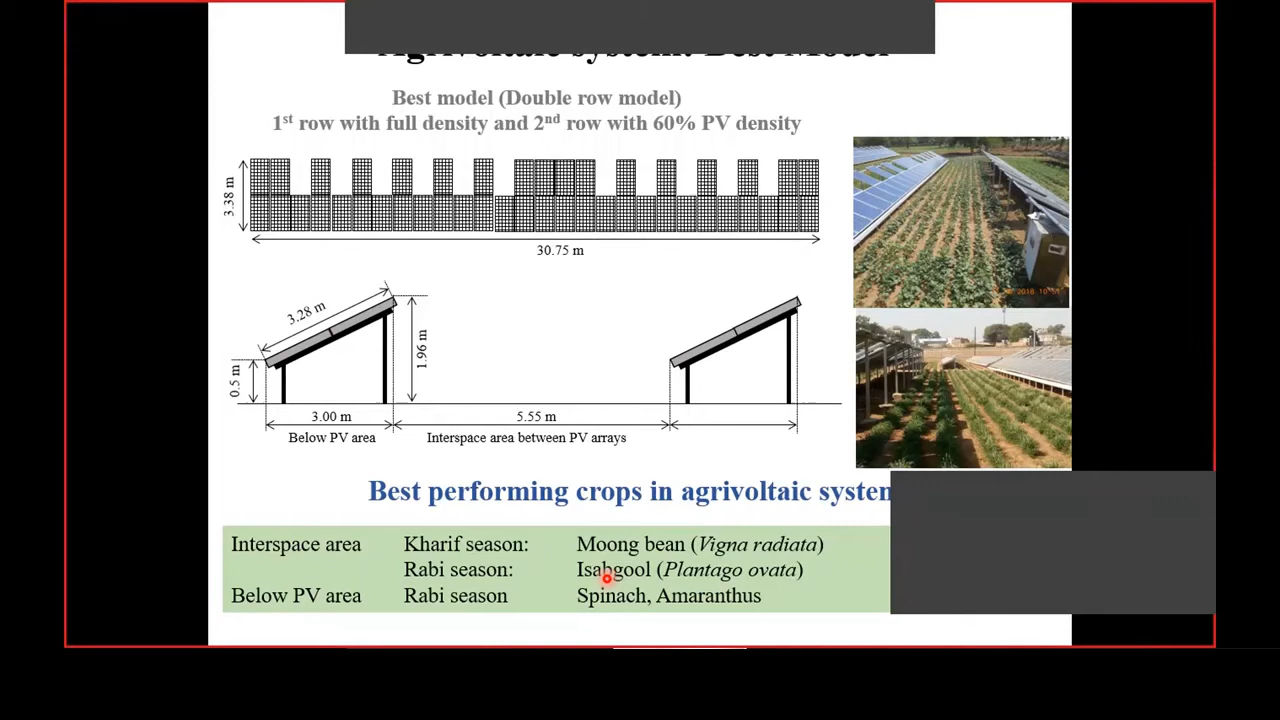 Agrivoltaic system: Best Model
Best model (Double row model)
1st row with full density and 2nd row with 60% PV density
3.38 m
30.75 m
3.28 m
1.96 m
0.5 m
3.00 m
5.55 m
Below PV area
Interspace area between PV arrays
Best performing crops in agrivoltaic system
Interspace area Kharif season: Moong bean (Vigna radiata)
Rabi season: Isabgool (Plantago ovata)
Below PV area Rabi season Spinach, Amaranthus